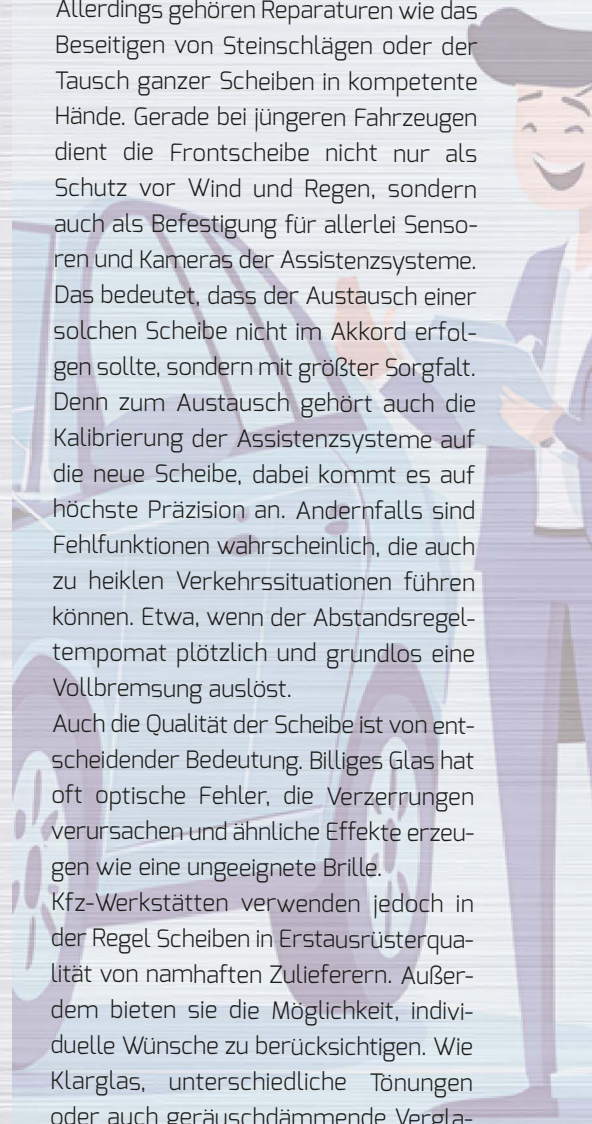 Allerdings gehören Reparaturen wie das
Beseitigen von Steinschlägen oder der
Tausch ganzer Scheiben in kompetente
Hände. Gerade bei jüngeren Fahrzeugen
dient die Frontscheibe nicht nur als
Schutz vor Wind und Regen, sondern
auch als Befestigung für allerlei Senso-
ren und Kameras der Assistenzsysteme.
Das bedeutet, dass der Austausch einer
solchen Scheibe nicht im Akkord erfol-
gen sollte, sondern mit größter Sorgfalt.
Denn zum Austausch gehört auch die
Kalibrierung der Assistenzsysteme auf
die neue Scheibe, dabei kommt es auf
höchste Präzision an. Andernfalls sind
Fehlfunktionen wahrscheinlich, die auch
zu heiklen Verkehrssituationen führen
können. Etwa, wenn der Abstandsregel-
tempomat plötzlich und grundlos eine
Vollbremsung auslöst.
Auch die Qualität der Scheibe ist von ent-
scheidender Bedeutung. Billiges Glas hat
oft optische Fehler, die Verzerrungen
verursachen und ähnliche Effekte erzeu-
gen wie eine ungeeignete Brille.
Kfz-Werkstätten verwenden jedoch in
der Regel Scheiben in Erstausrüsterqua-
lität von namhaften Zulieferern. Außer-
dem bieten sie die Möglichkeit, indivi-
duelle Wünsche zu berücksichtigen. Wie
Klarglas, unterschiedliche Tönungen
oder auch geräuschdämmende Vergla-